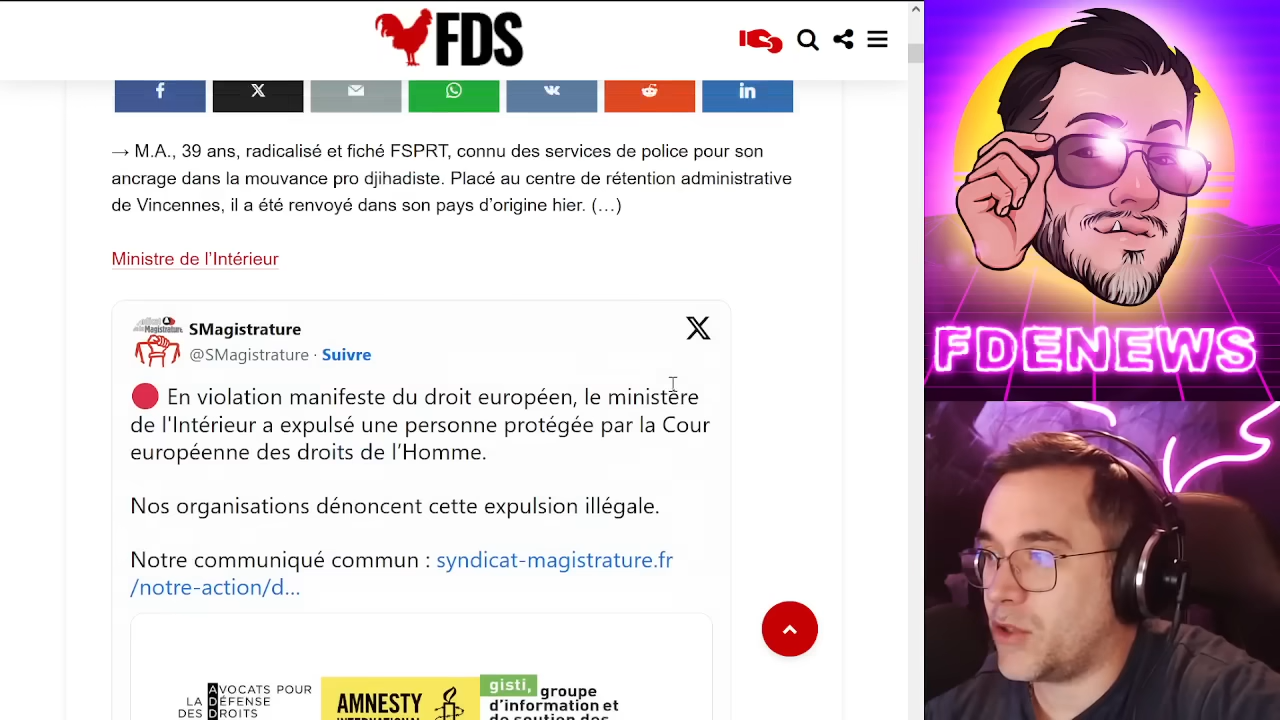 FDS
→ M.A., 39 ans, radicalisé et fiché FSPRT, connu des services de police pour son
ancrage dans la mouvance pro djihadiste. Placé au centre de rétention administrative
de Vincennes, il a été renvoyé dans son pays d’origine hier. (…)
Ministre de l’Intérieur
SMagistrature
@SMagistrature · Suivre
En violation manifeste du droit européen, le ministère
de l'Intérieur a expulsé une personne protégée par la Cour
européenne des droits de l’Homme.
Nos organisations dénoncent cette expulsion illégale.
Notre communiqué commun : syndicat-magistrature.fr
/notre-action/d...
AVOCATS POUR
LA DÉFENSE
DES DROITS
AMNESTY
INTERNATIONAL
gisti, groupe
d’information et
de soutien des
FDENEWS